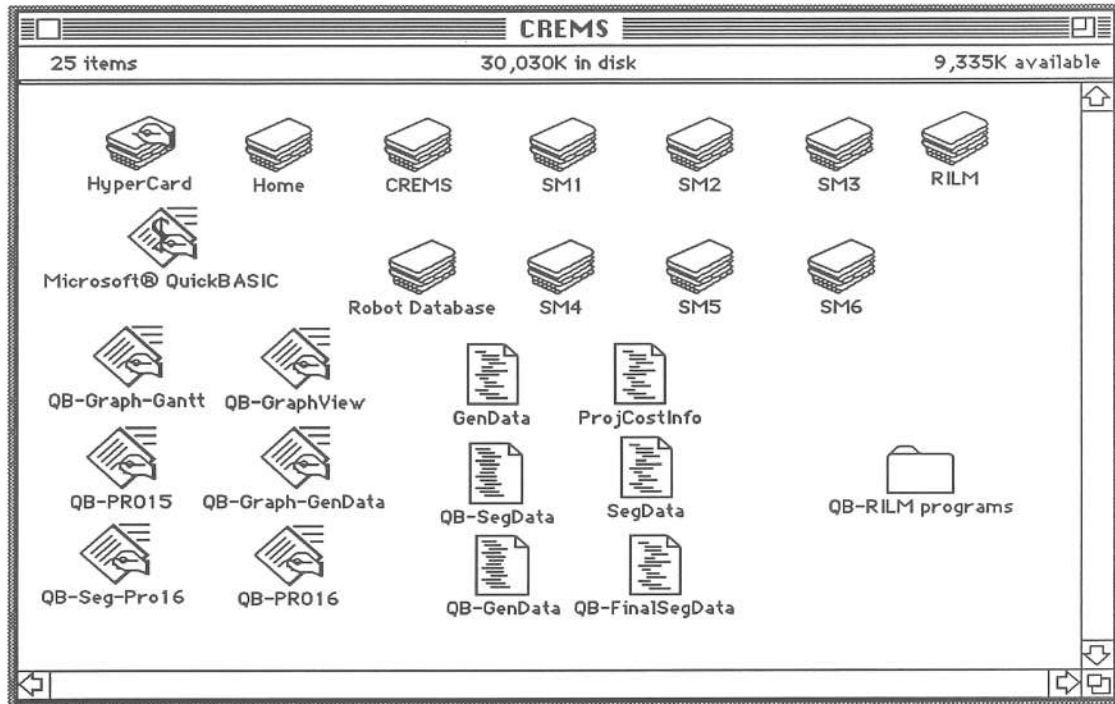 CREMS
25 items 30,030K in disk 9,335K available
HyperCard Home CREMS SM1 SM2 SM3 RILM
Microsoft® QuickBASIC
Robot Database SM4 SM5 SM6
QB-Graph-Gantt QB-GraphView GenData ProjCostInfo
QB-PRO15 QB-Graph-GenData QB-SegData SegData QB-RILM programs
QB-Seg-Pro16 QB-PRO16 QB-GenData QB-FinalSegData